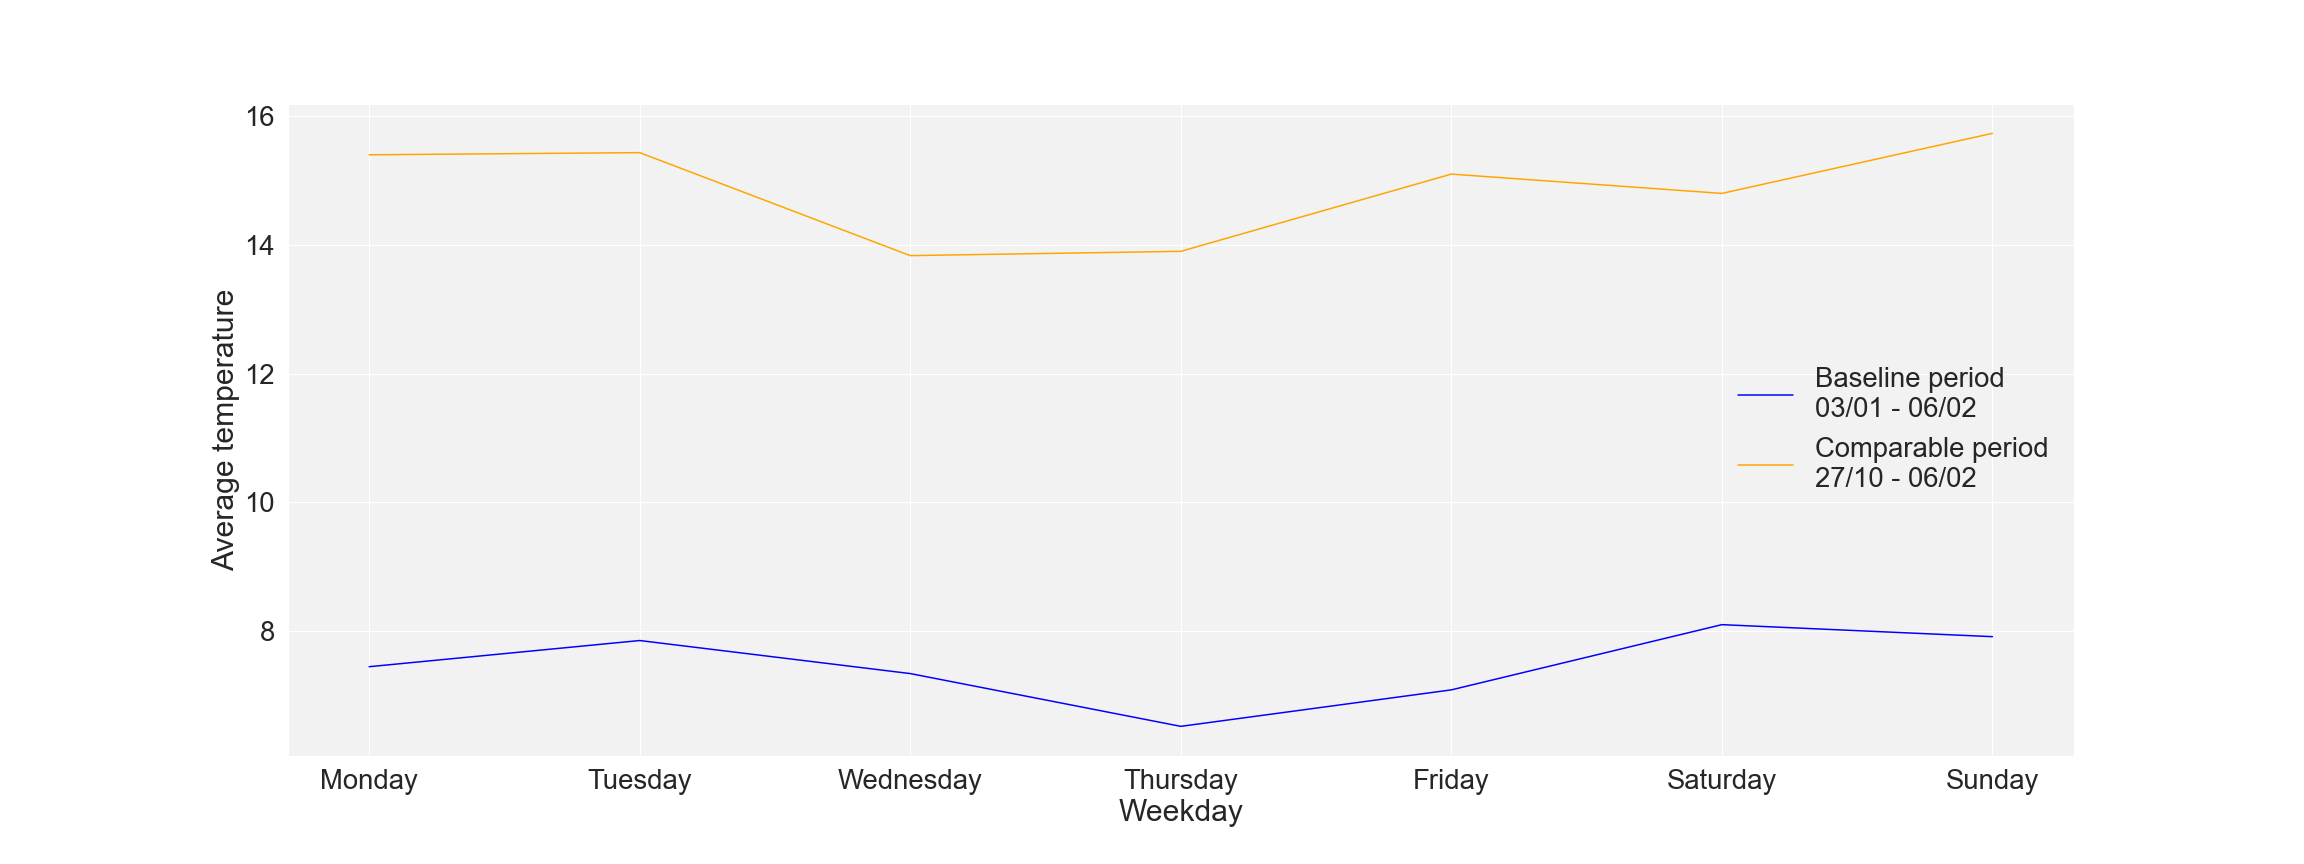 16
14
12
10
8
Average temperature
Baseline period
03/01 - 06/02
Comparable period
27/10 - 06/02
Monday Tuesday Wednesday Thursday Friday Saturday Sunday
Weekday